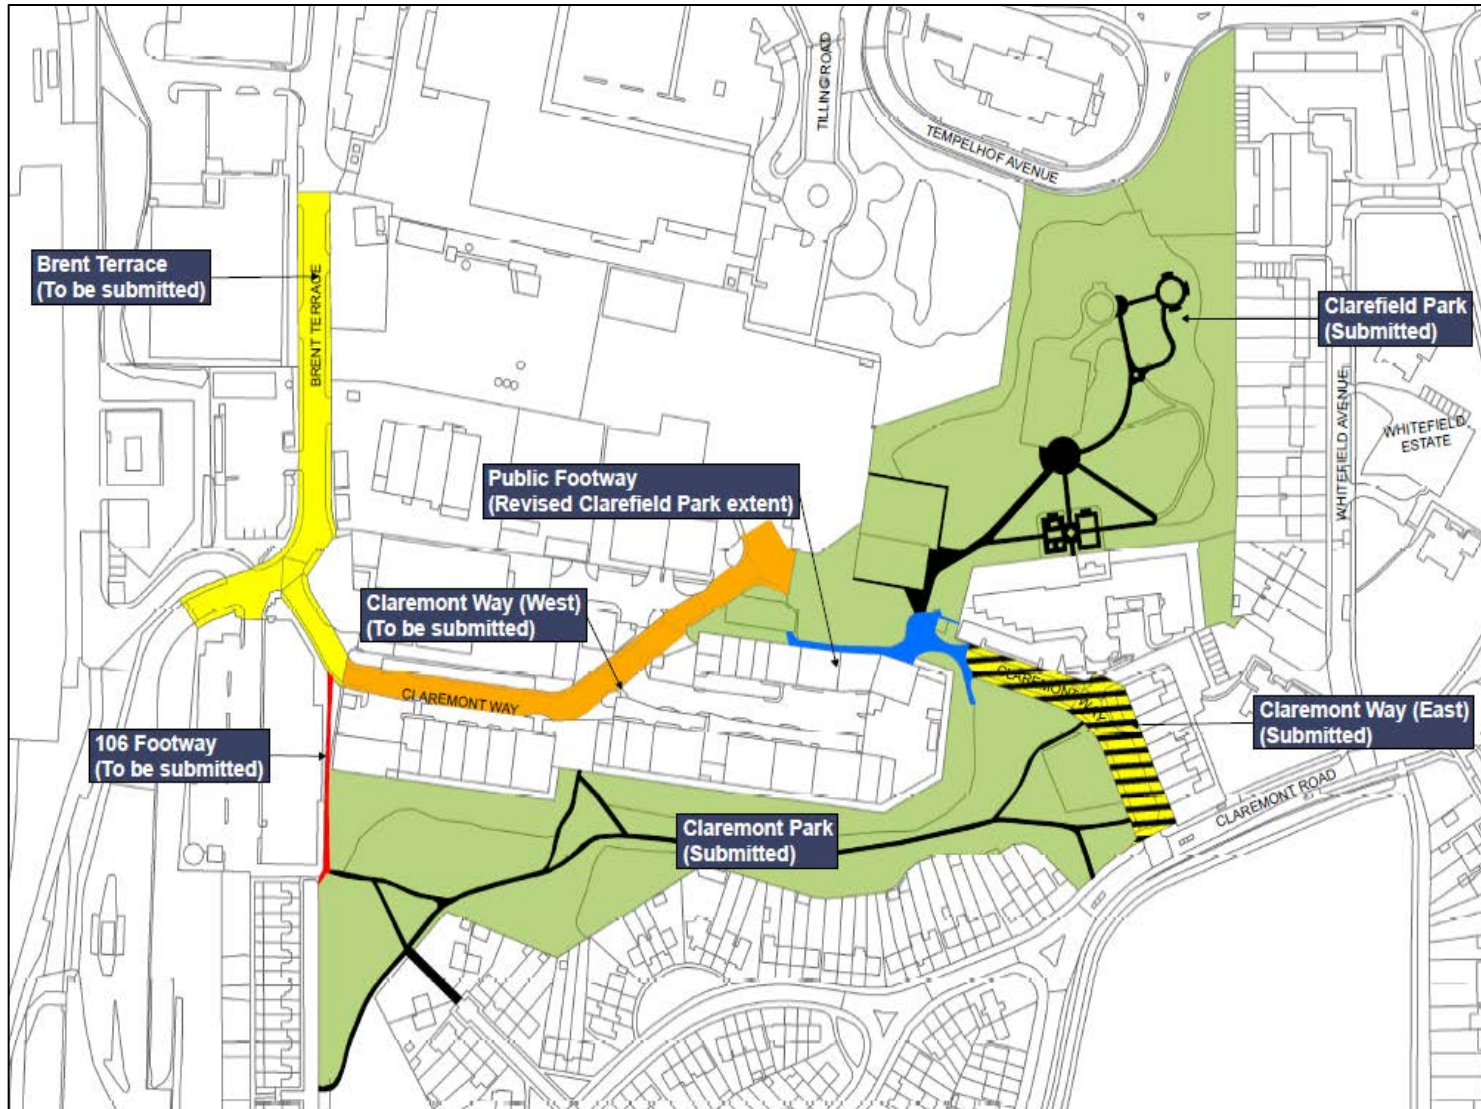 TILLING ROAD
TEMPELHOF AVENUE
Brent Terrace
(To be submitted)
BRENT TERRACE
Clarefield Park
(Submitted)
WHITEFIELD AVENUE
WHITEFIELD
ESTATE
Public Footway
(Revised Clarefield Park extent)
Claremont Way (West)
(To be submitted)
CLAREMONT WAY
CLAREMONT WAY
Claremont Way (East)
(Submitted)
106 Footway
(To be submitted)
CLAREMONT ROAD
Claremont Park
(Submitted)